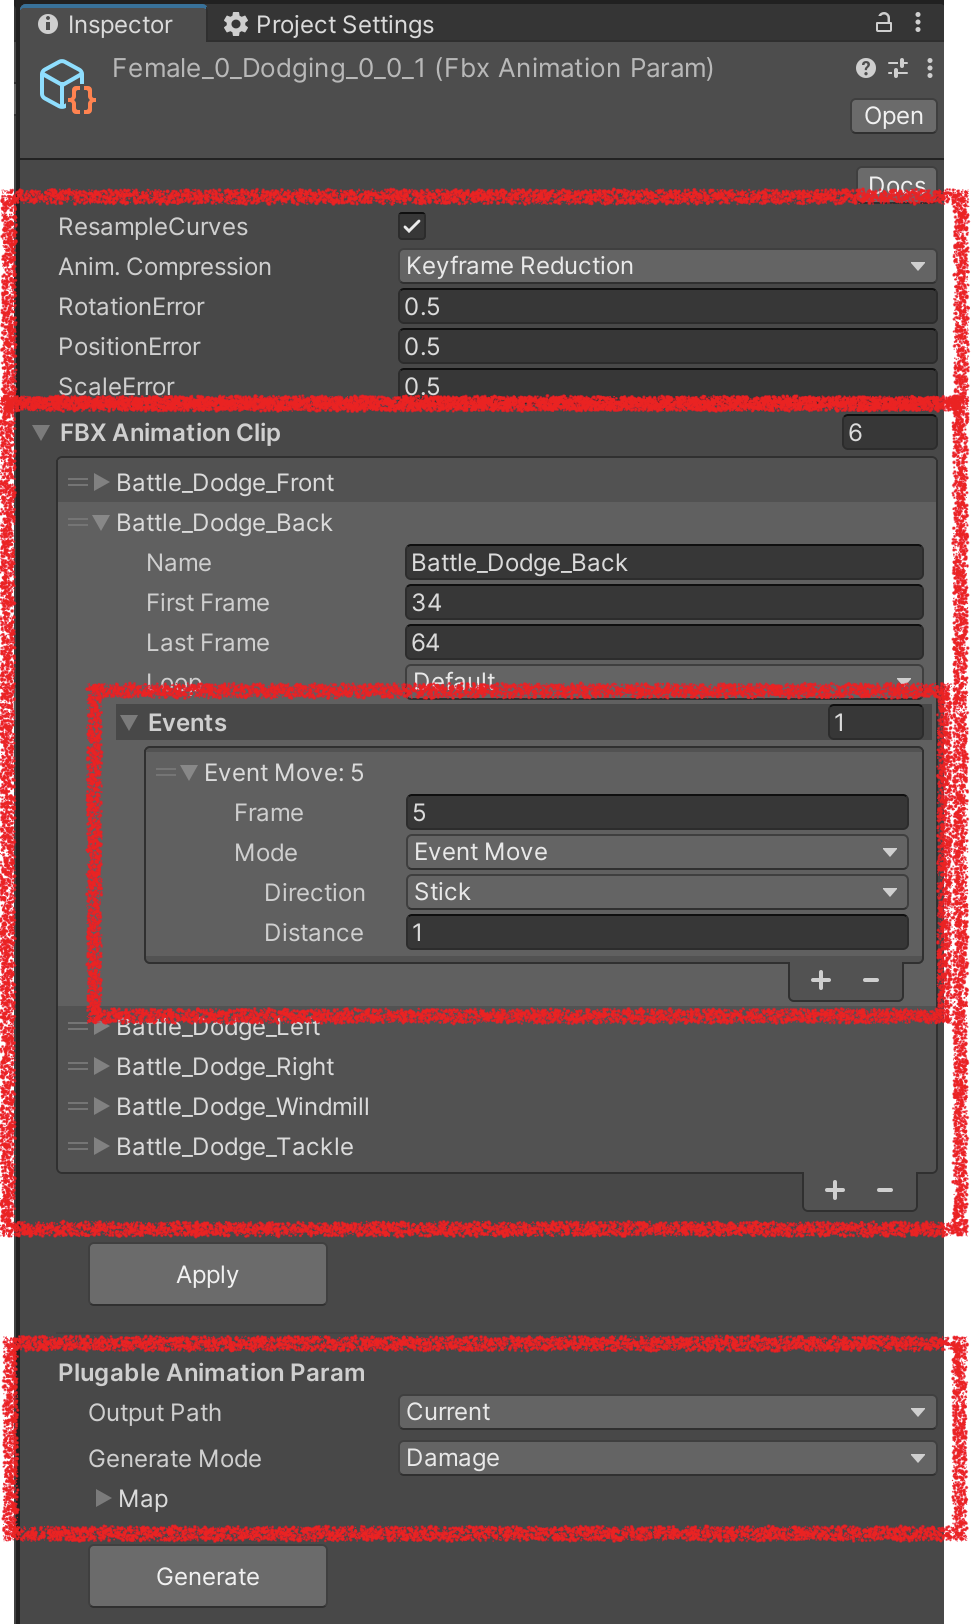 Inspector Project Settings
Female_0_Dodging_0_0_1 (Fbx Animation Param)
Open
Docs
ResampleCurves
Anim. Compression Keyframe Reduction
RotationError 0.5
PositionError 0.5
ScaleError 0.5
FBX Animation Clip 6
Battle_Dodge_Front
Battle_Dodge_Back
Name Battle_Dodge_Back
First Frame 34
Last Frame 64
Loop Default
Events 1
Event Move: 5
Frame 5
Mode Event Move
Direction Stick
Distance 1
+ −
Battle_Dodge_Left
Battle_Dodge_Right
Battle_Dodge_Windmill
Battle_Dodge_Tackle
+ −
Apply
Plugable Animation Param
Output Path Current
Generate Mode Damage
Map
Generate